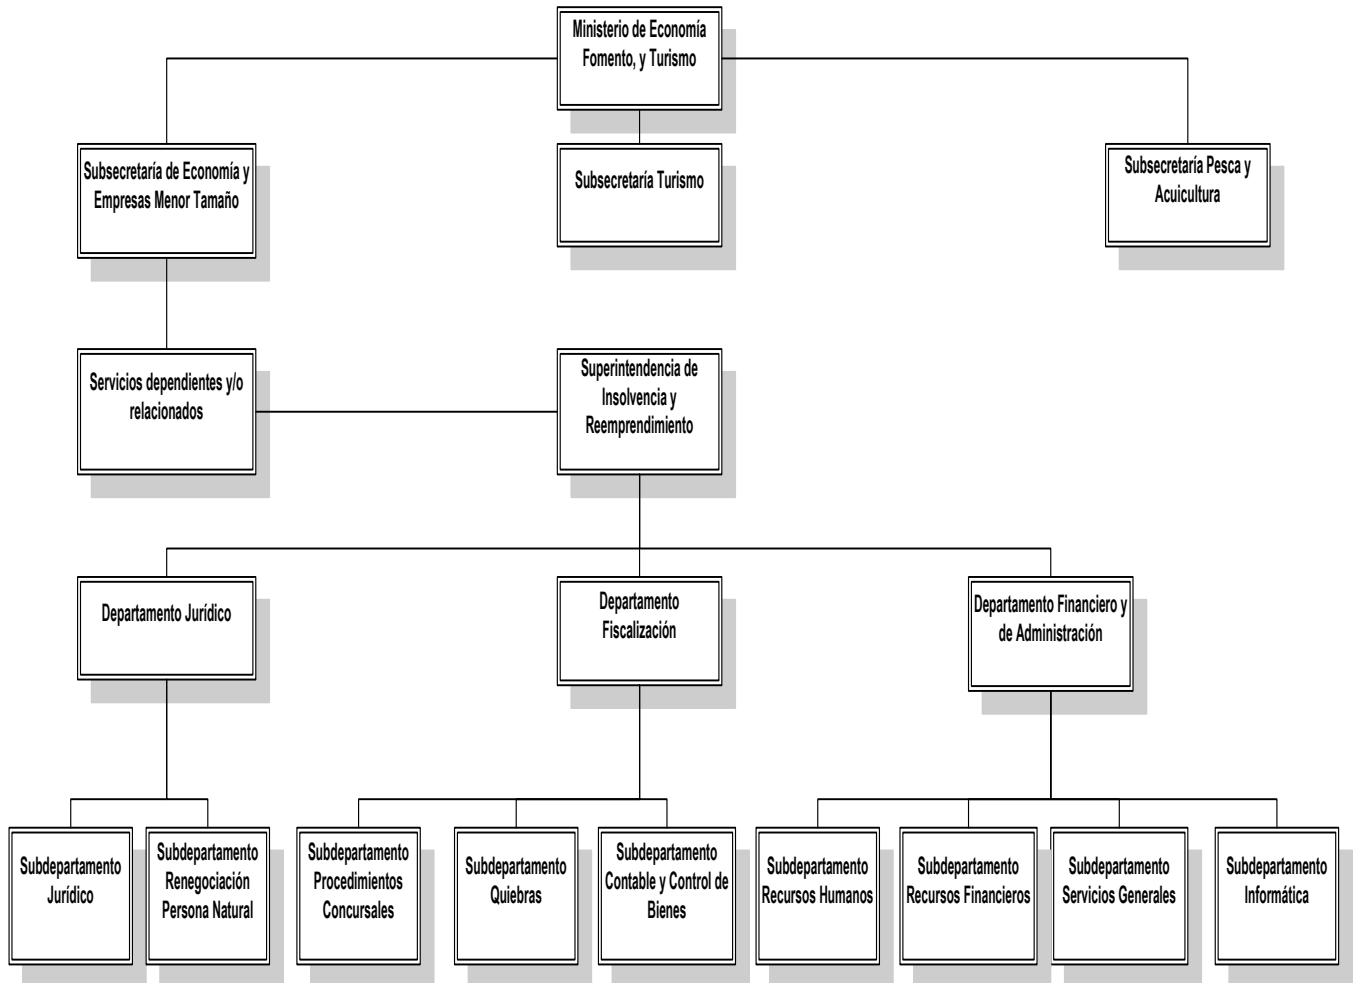 Ministerio de Economía
Fomento, y Turismo
Subsecretaría de Economía y
Empresas Menor Tamaño
Subsecretaría Turismo
Subsecretaría Pesca y
Acuicultura
Servicios dependientes y/o
relacionados
Superintendencia de
Insolvencia y
Reemprendimiento
Departamento Jurídico
Departamento
Fiscalización
Departamento Financiero y
de Administración
Subdepartamento
Jurídico
Subdepartamento
Renegociación
Persona Natural
Subdepartamento
Procedimientos
Concursales
Subdepartamento
Quiebras
Subdepartamento
Contable y Control de
Bienes
Subdepartamento
Recursos Humanos
Subdepartamento
Recursos Financieros
Subdepartamento
Servicios Generales
Subdepartamento
Informática